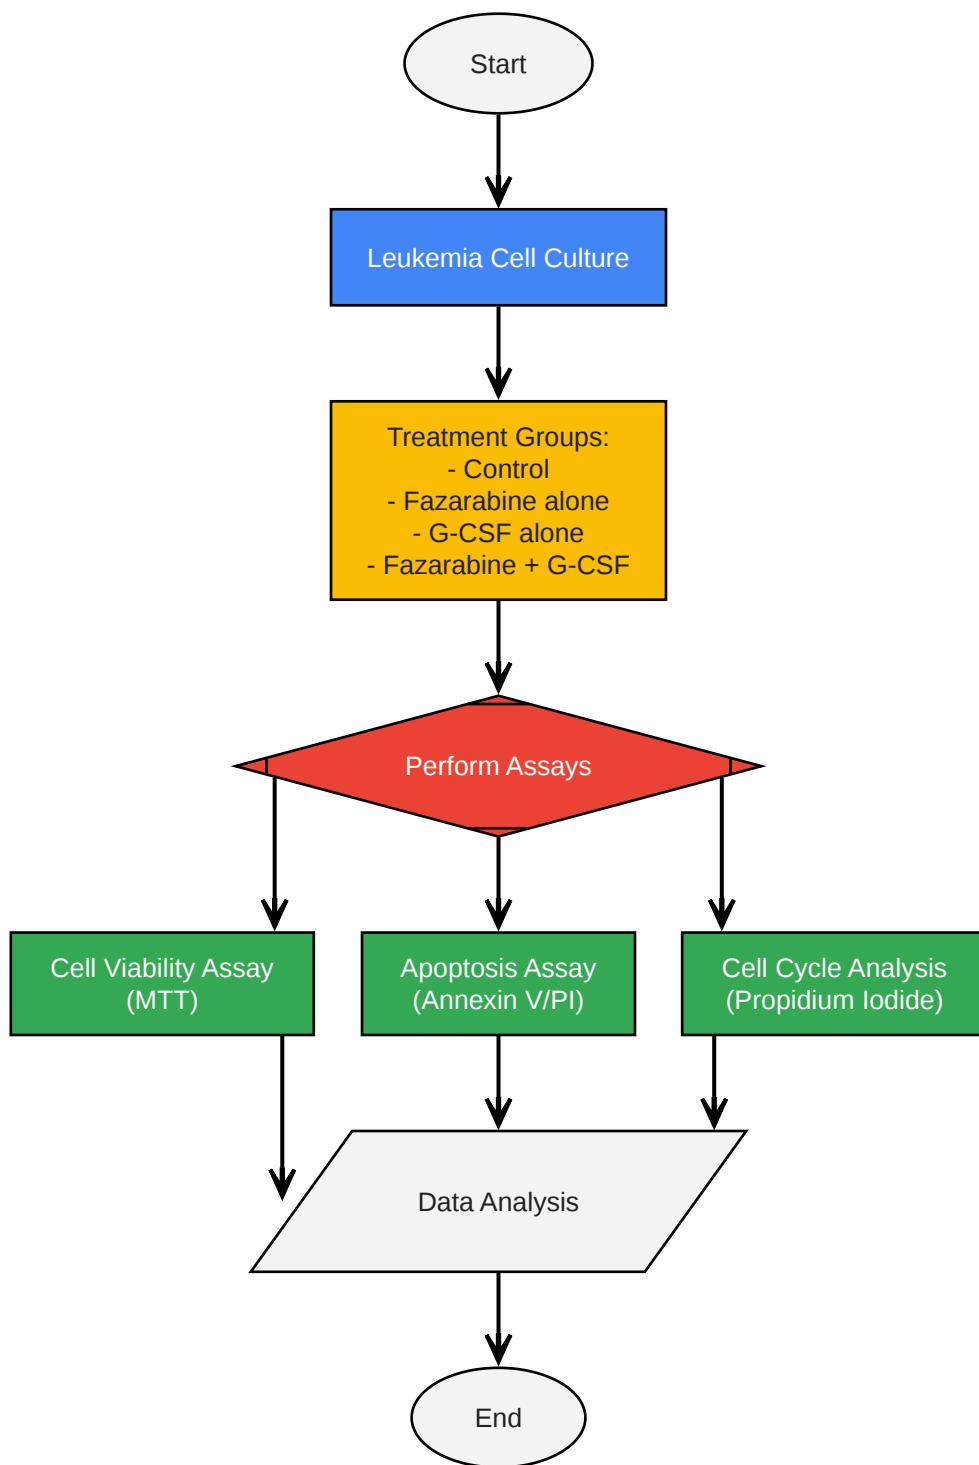 Start
Leukemia Cell Culture
Treatment Groups:
- Control
- Fazarabine alone
- G-CSF alone
- Fazarabine + G-CSF
Perform Assays
Cell Viability Assay
(MTT)
Apoptosis Assay
(Annexin V/PI)
Cell Cycle Analysis
(Propidium Iodide)
Data Analysis
End